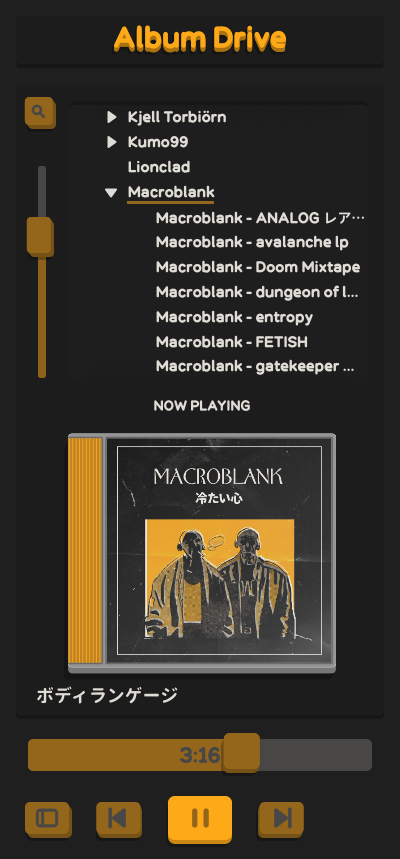 Album Drive
Kjell Torbiörn
Kumo99
Lionclad
Macroblank
Macroblank - ANALOG レア…
Macroblank - avalanche lp
Macroblank - Doom Mixtape
Macroblank - dungeon of l...
Macroblank - entropy
Macroblank - FETISH
Macroblank - gatekeeper ...
NOW PLAYING
MACROBLANK
冷たい心
ボディランゲージ
3:16